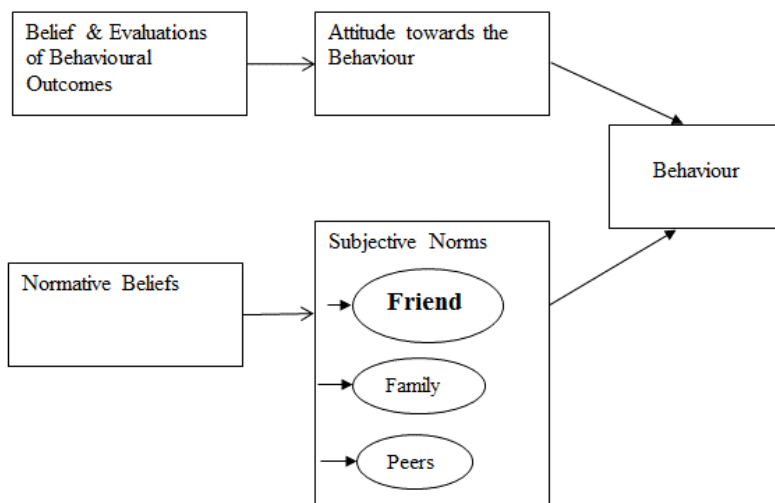 Belief & Evaluations
of Behavioural
Outcomes
Attitude towards the
Behaviour
Behaviour
Normative Beliefs
Subjective Norms
Friend
Family
Peers